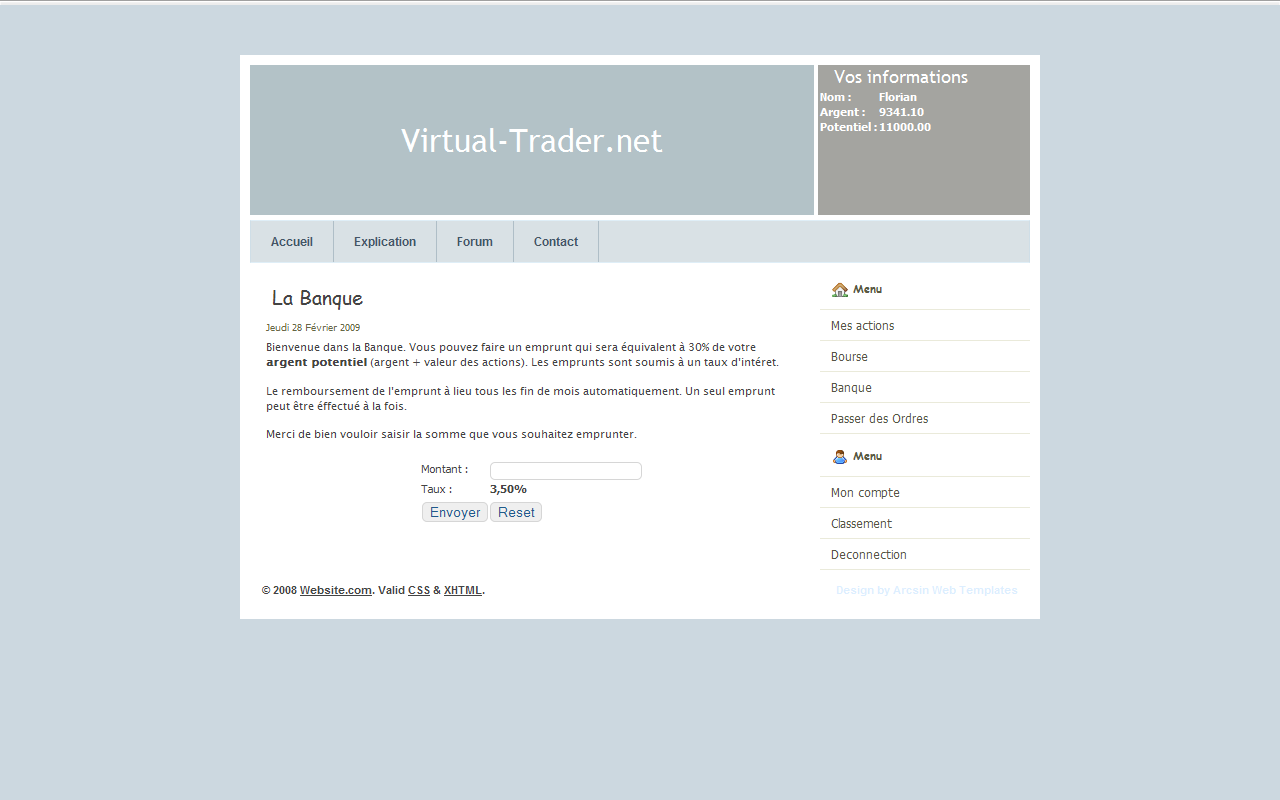 Virtual-Trader.net
Vos informations
Nom : Florian
Argent : 9341.10
Potentiel : 11000.00
Accueil Explication Forum Contact
La Banque
Jeudi 28 Février 2009
Bienvenue dans la Banque. Vous pouvez faire un emprunt qui sera équivalent à 30% de votre
argent potentiel (argent + valeur des actions). Les emprunts sont soumis à un taux d'intéret.
Le remboursement de l'emprunt à lieu tous les fin de mois automatiquement. Un seul emprunt
peut être éffectué à la fois.
Merci de bien vouloir saisir la somme que vous souhaitez emprunter.
Montant :
Taux : 3,50%
Envoyer Reset
Menu
Mes actions
Bourse
Banque
Passer des Ordres
Menu
Mon compte
Classement
Deconnection
© 2008 Website.com. Valid CSS & XHTML.
Design by Arcsin Web Templates